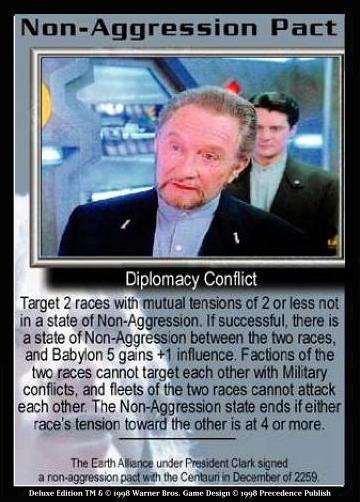 Non-Aggression Pact
Diplomacy Conflict
Target 2 races with mutual tensions of 2 or less not
in a state of Non-Aggression. If successful, there is
a state of Non-Aggression between the two races,
and Babylon 5 gains +1 influence. Factions of the
two races cannot target each other with Military
conflicts, and fleets of the two races cannot attack
each other. The Non-Aggression state ends if either
race's tension toward the other is at 4 or more.
The Earth Alliance under President Clark signed
a non-aggression pact with the Centauri in December of 2259.
Deluxe Edition TM & © 1998 Warner Bros. Game Design © 1998 Precedence Publish